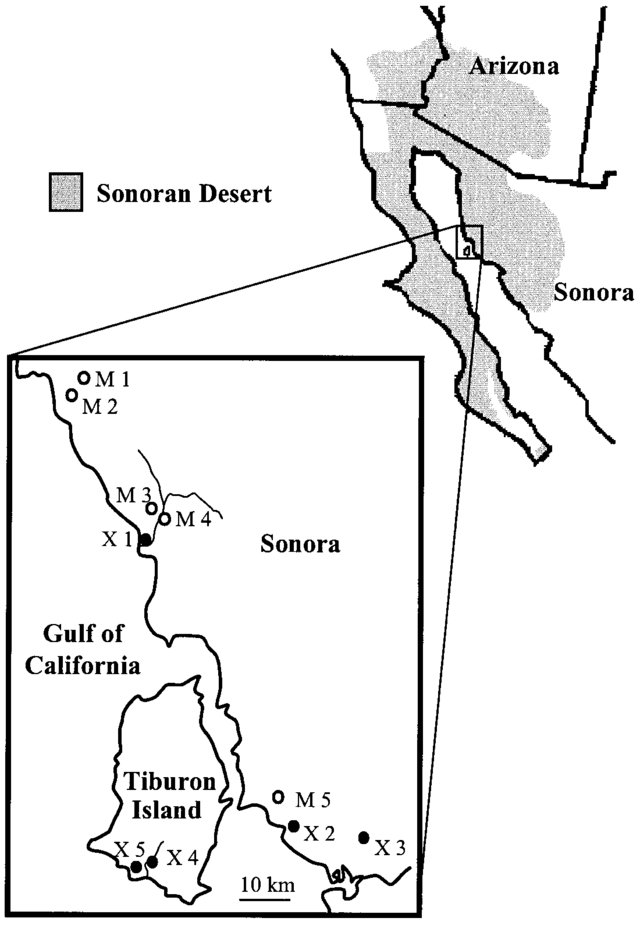 Arizona
Sonoran Desert
Sonora
M 1
M 2
M 3
M 4
X 1
Sonora
Gulf of
California
Tiburon
Island
M 5
X 2
X 3
X 5
X 4
10 km